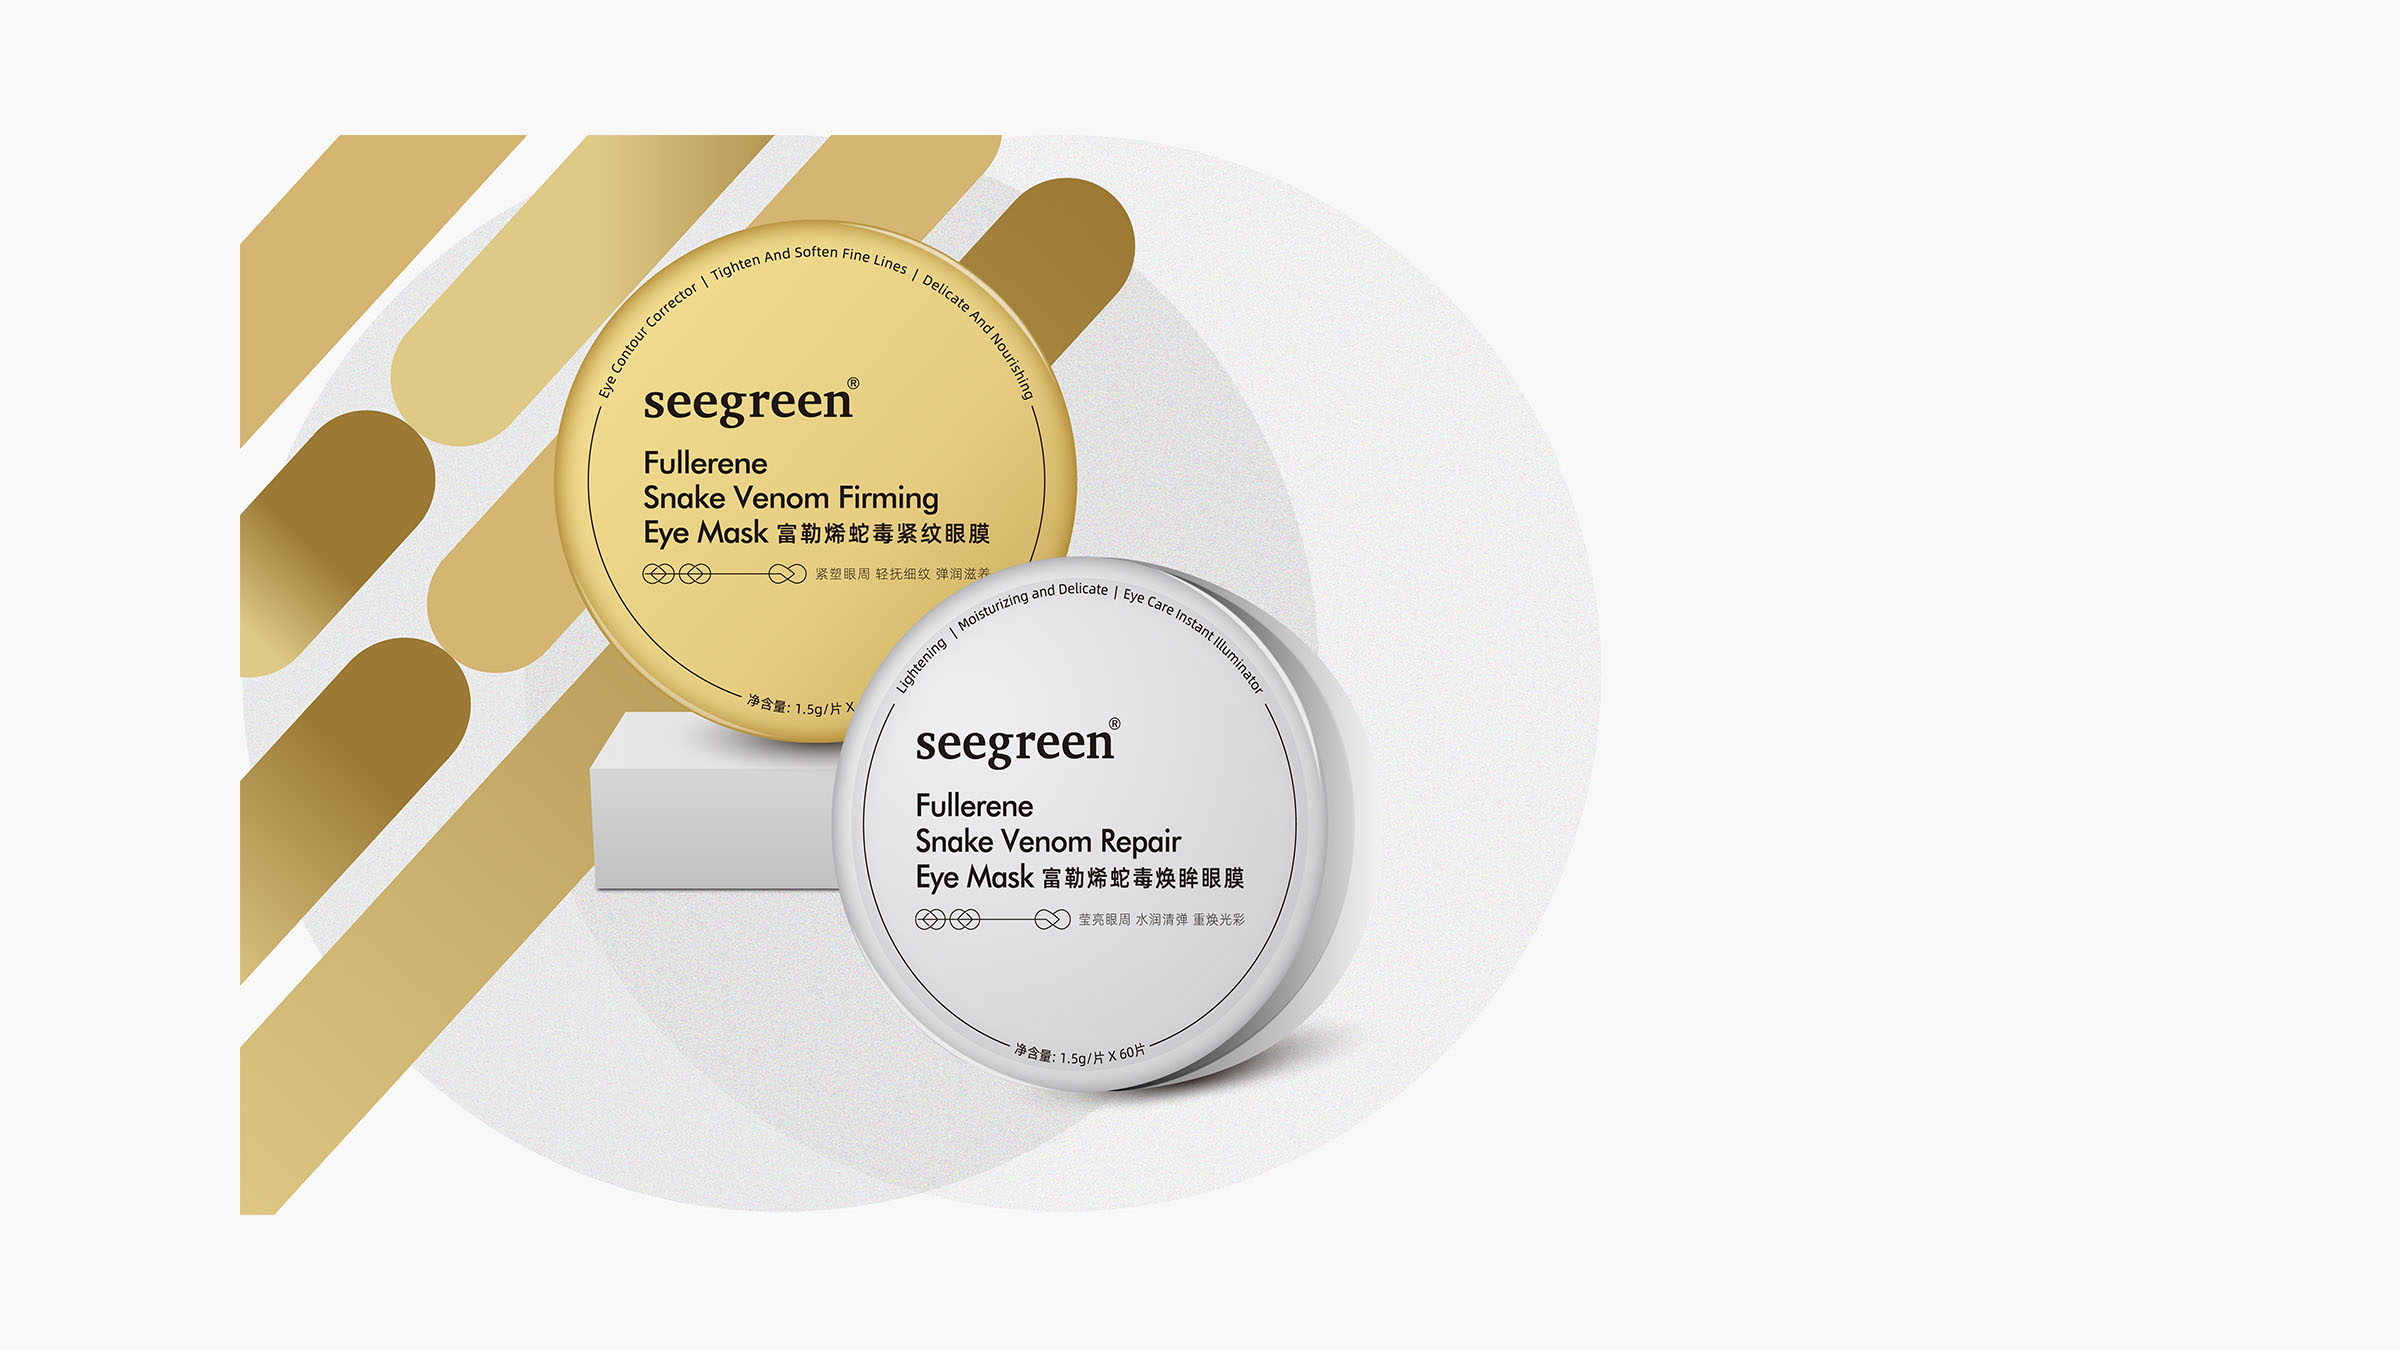 Eye Contour Corrector | Tighten And Soften Fine Lines | Delicate And Nourishing
seegreen®
Fullerene
Snake Venom Firming
Eye Mask 富勒烯蛇毒紧纹眼膜
紧塑眼周 轻抚细纹 弹润滋养
净含量: 1.5g/片 X
Lightening | Moisturizing and Delicate | Eye Care Instant Illuminator
seegreen®
Fullerene
Snake Venom Repair
Eye Mask 富勒烯蛇毒焕眸眼膜
莹亮眼周 水润清弹 重焕光彩
净含量: 1.5g/片 X 60片